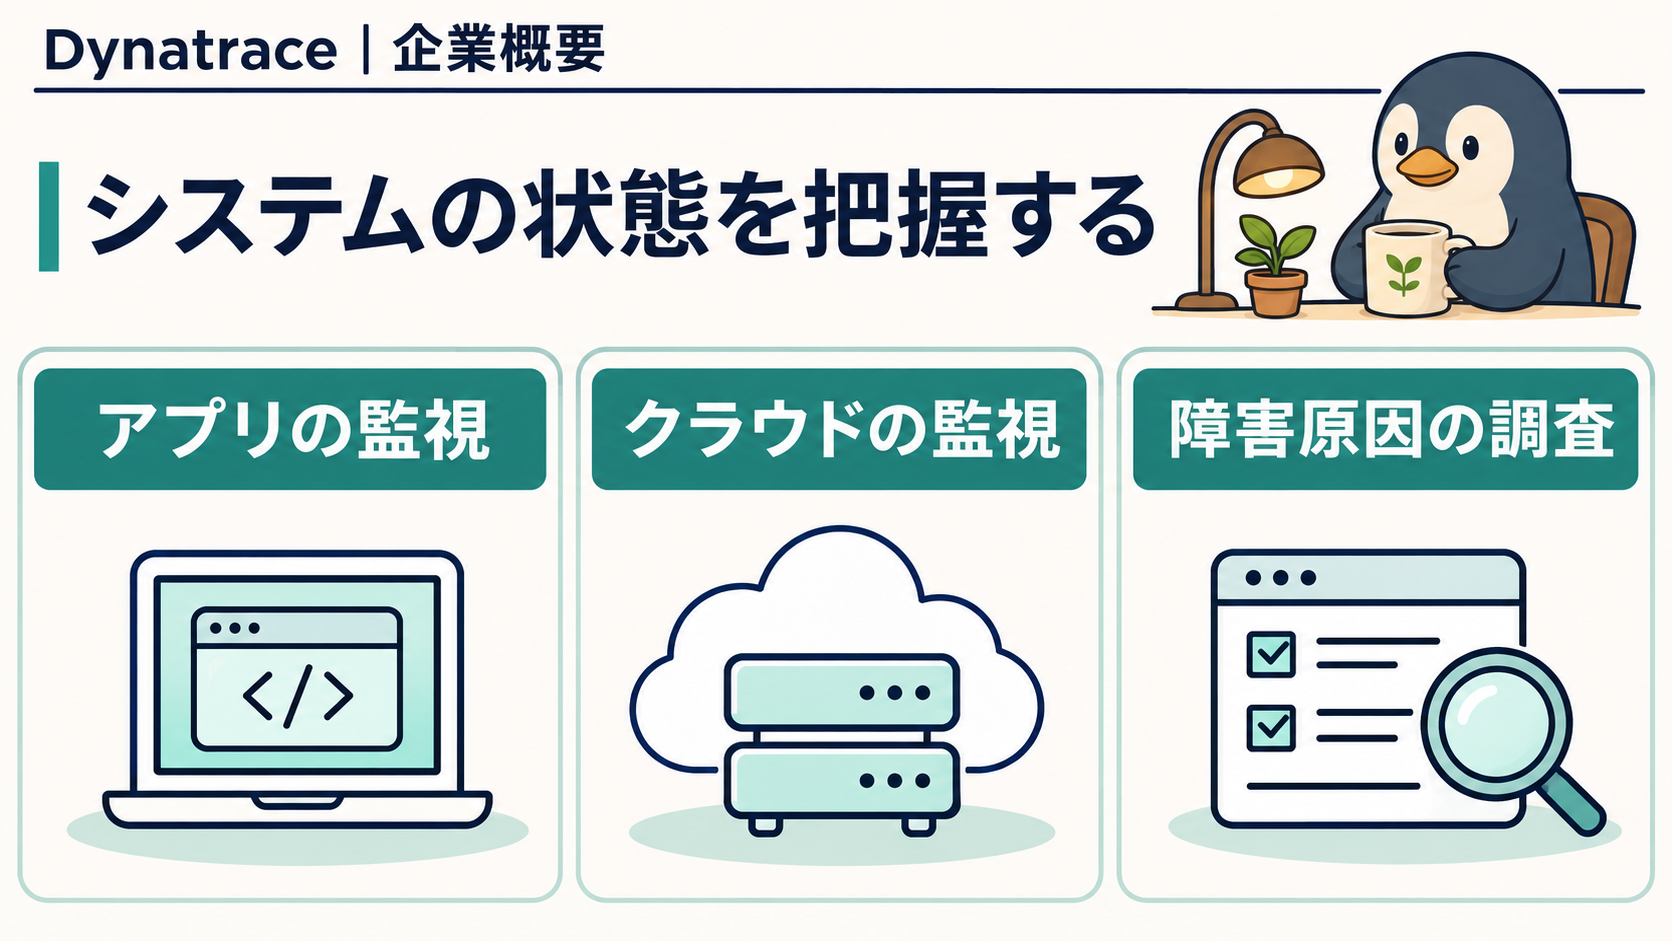 Dynatrace｜企業概要
システムの状態を把握する
アプリの監視
クラウドの監視
障害原因の調査
</>